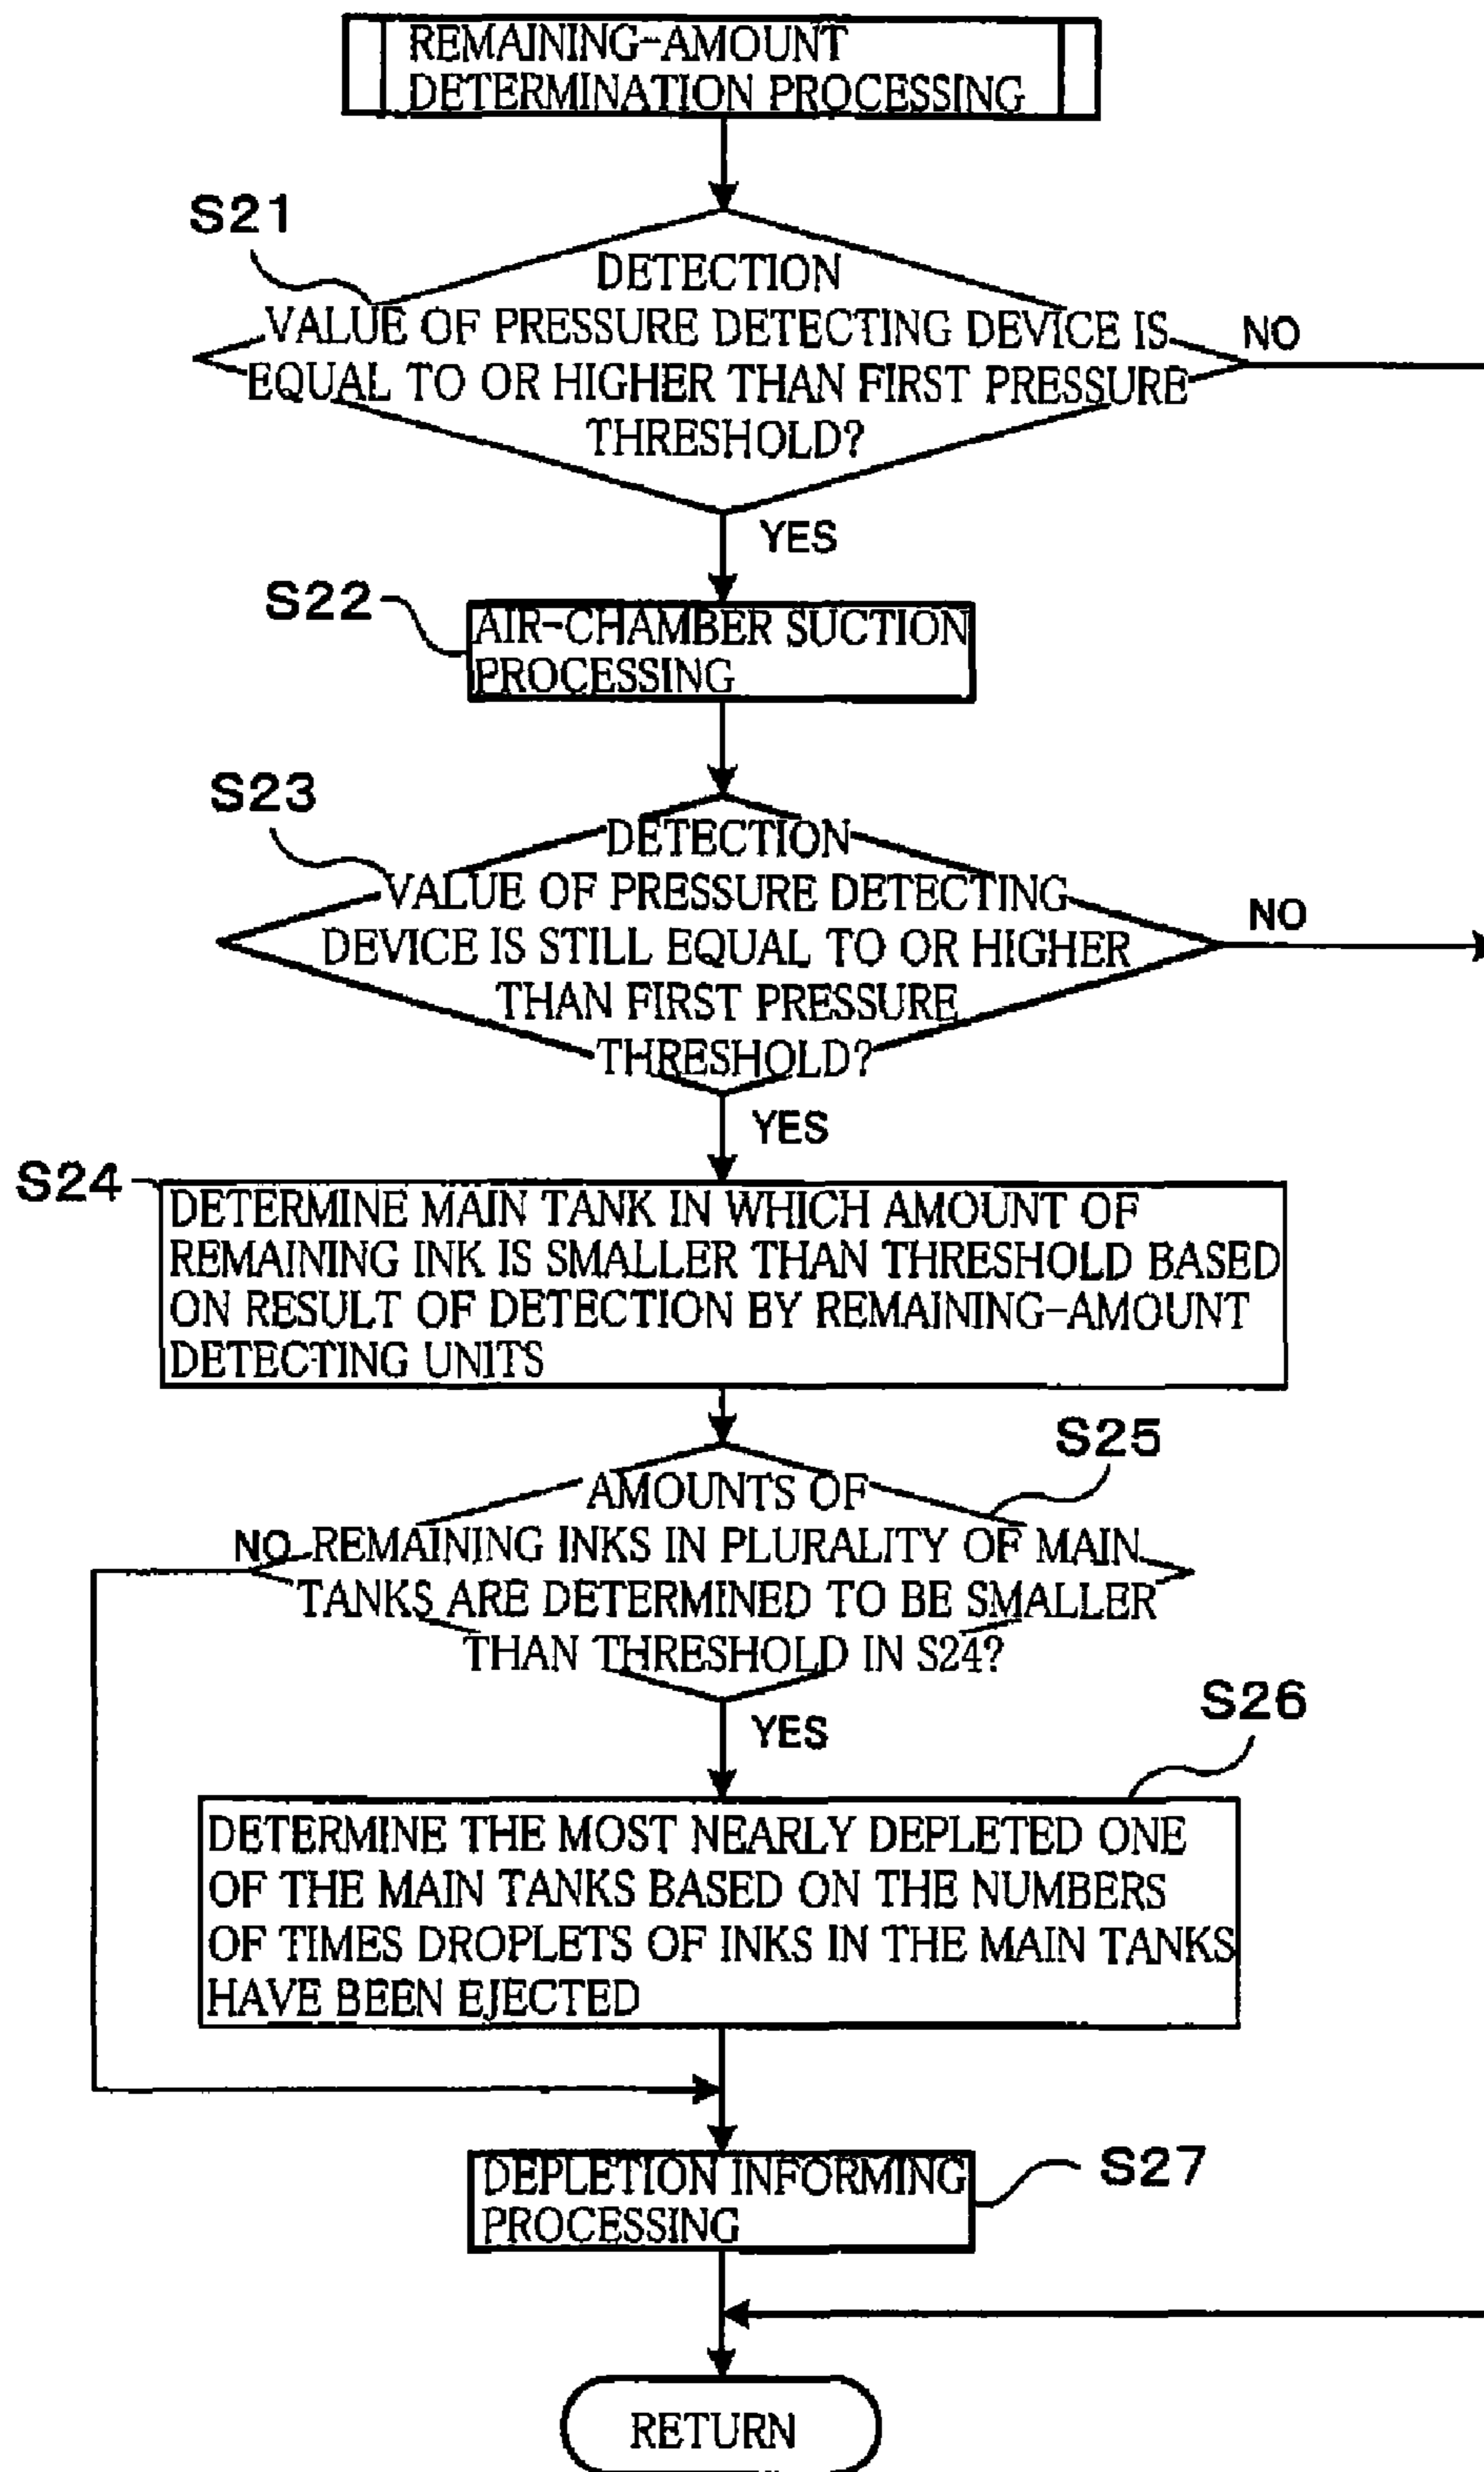 REMAINING-AMOUNT
DETERMINATION PROCESSING
S21
DETECTION
VALUE OF PRESSURE DETECTING DEVICE IS
EQUAL TO OR HIGHER THAN FIRST PRESSURE
THRESHOLD?
NO
YES
S22
AIR-CHAMBER SUCTION
PROCESSING
S23
DETECTION
VALUE OF PRESSURE DETECTING
DEVICE IS STILL EQUAL TO OR HIGHER
THAN FIRST PRESSURE
THRESHOLD?
NO
YES
S24
DETERMINE MAIN TANK IN WHICH AMOUNT OF
REMAINING INK IS SMALLER THAN THRESHOLD BASED
ON RESULT OF DETECTION BY REMAINING-AMOUNT
DETECTING UNITS
S25
AMOUNTS OF
REMAINING INKS IN PLURALITY OF MAIN
TANKS ARE DETERMINED TO BE SMALLER
THAN THRESHOLD IN S24?
NO
YES
S26
DETERMINE THE MOST NEARLY DEPLETED ONE
OF THE MAIN TANKS BASED ON THE NUMBERS
OF TIMES DROPLETS OF INKS IN THE MAIN TANKS
HAVE BEEN EJECTED
DEPLETION INFORMING
PROCESSING
S27
RETURN